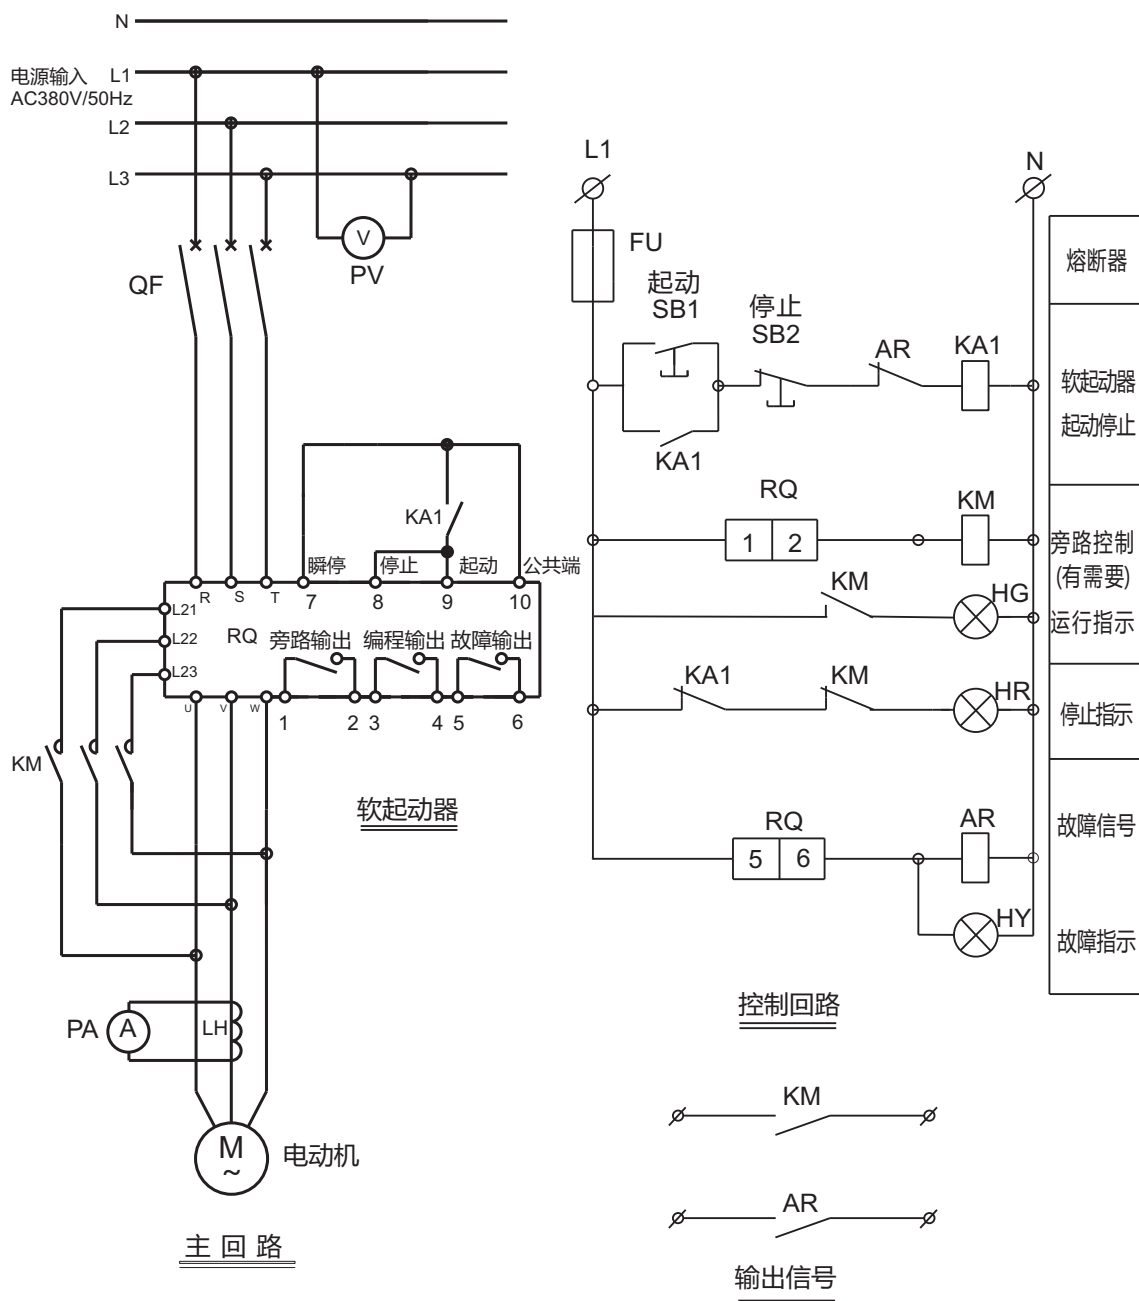 N
电源输入 L1
AC380V/50Hz
L2
L3
V
PV
QF
KA1
瞬停 停止 起动 公共端
R S T 7 8 9 10
L21
L22
L23
RQ 旁路输出 编程输出 故障输出
U V W 1 2 3 4 5 6
KM
软起动器
PA A LH
M
~
电动机
主回路
L1 N
FU
起动
SB1
停止
SB2
AR KA1
KA1
RQ KM
1 2
KM HG
KA1 KM HR
RQ AR
5 6
HY
熔断器
软起动器
起动停止
旁路控制
(有需要)
运行指示
停止指示
故障信号
故障指示
控制回路
KM
AR
输出信号